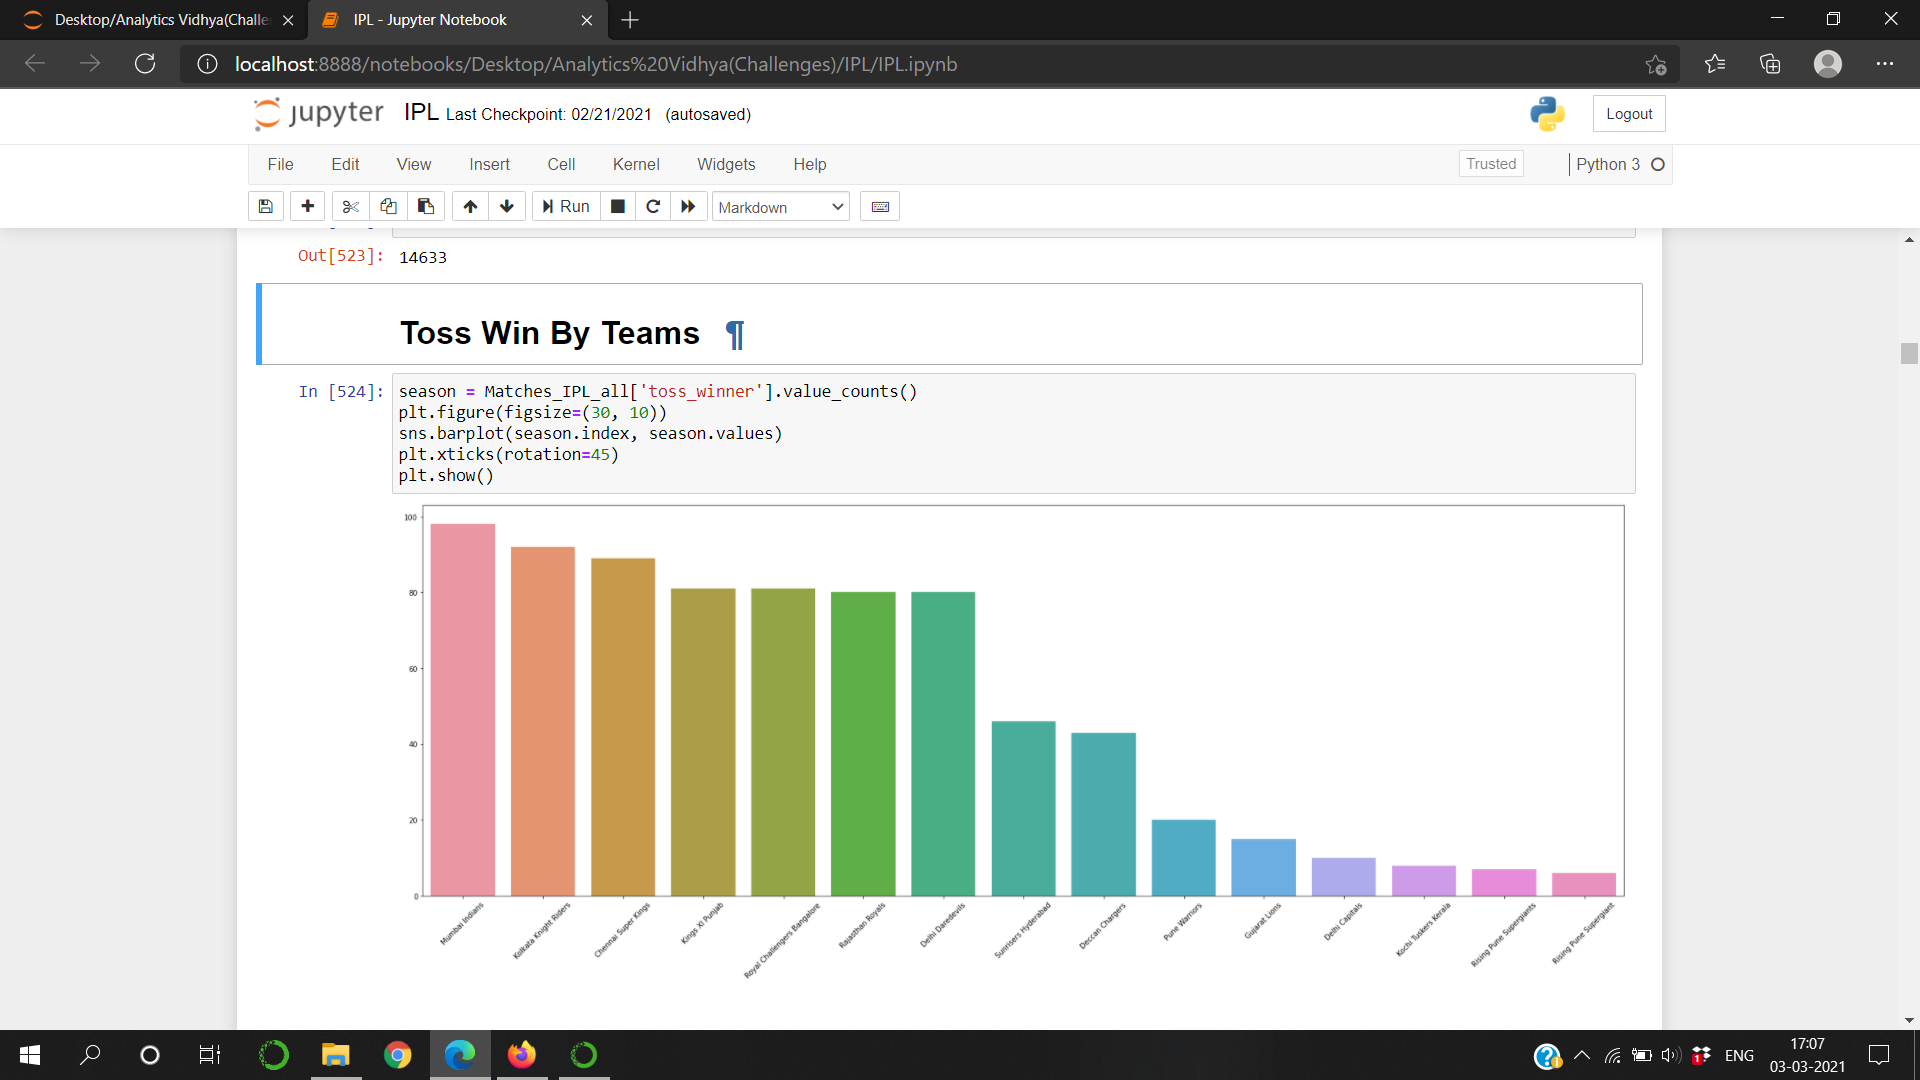 Desktop/Analytics Vidhya(Challe
IPL - Jupyter Notebook
localhost:8888/notebooks/Desktop/Analytics%20Vidhya(Challenges)/IPL/IPL.ipynb
jupyter IPL Last Checkpoint: 02/21/2021 (autosaved)
Logout
File Edit View Insert Cell Kernel Widgets Help
Trusted
Python 3
Run
Markdown
Out[523]: 14633
Toss Win By Teams ¶
In [524]: season = Matches_IPL_all['toss_winner'].value_counts()
plt.figure(figsize=(30, 10))
sns.barplot(season.index, season.values)
plt.xticks(rotation=45)
plt.show()
100
80
60
40
20
0
Mumbai Indians
Kolkata Knight Riders
Chennai Super Kings
Kings XI Punjab
Royal Challengers Bangalore
Rajasthan Royals
Delhi Daredevils
Sunrisers Hyderabad
Deccan Chargers
Pune Warriors
Gujarat Lions
Delhi Capitals
Kochi Tuskers Kerala
Rising Pune Supergiants
Rising Pune Supergiant
1
ENG
17:07
03-03-2021